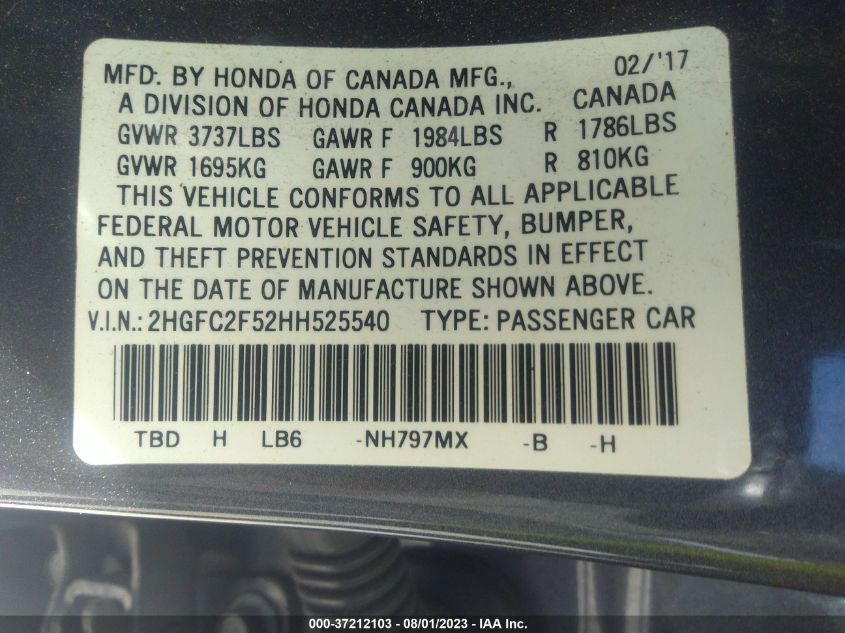 MFD. BY HONDA OF CANADA MFG., 02/'17
A DIVISION OF HONDA CANADA INC. CANADA
GVWR 3737LBS GAWR F 1984LBS R 1786LBS
GVWR 1695KG GAWR F 900KG R 810KG
THIS VEHICLE CONFORMS TO ALL APPLICABLE
FEDERAL MOTOR VEHICLE SAFETY, BUMPER,
AND THEFT PREVENTION STANDARDS IN EFFECT
ON THE DATE OF MANUFACTURE SHOWN ABOVE.
V.I.N.: 2HGFC2F52HH525540 TYPE: PASSENGER CAR
TBD H LB6 -NH797MX -B -H
000-37212103 - 08/01/2023 - IAA Inc.